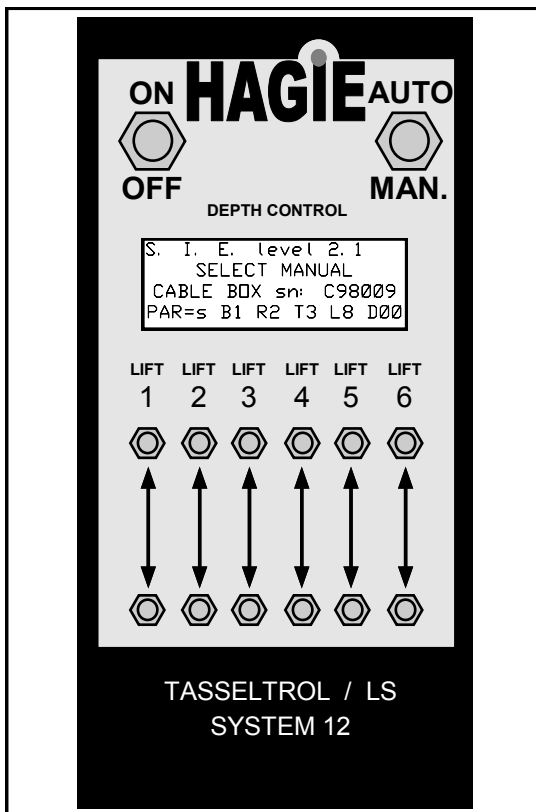 HAGIE
ON AUTO
OFF MAN.
DEPTH CONTROL
S. I. E. level 2.1
SELECT MANUAL
CABLE BOX sn: C98009
PAR=s B1 R2 T3 L8 D00
LIFT LIFT LIFT LIFT LIFT LIFT
1 2 3 4 5 6
TASSELTROL / LS
SYSTEM 12